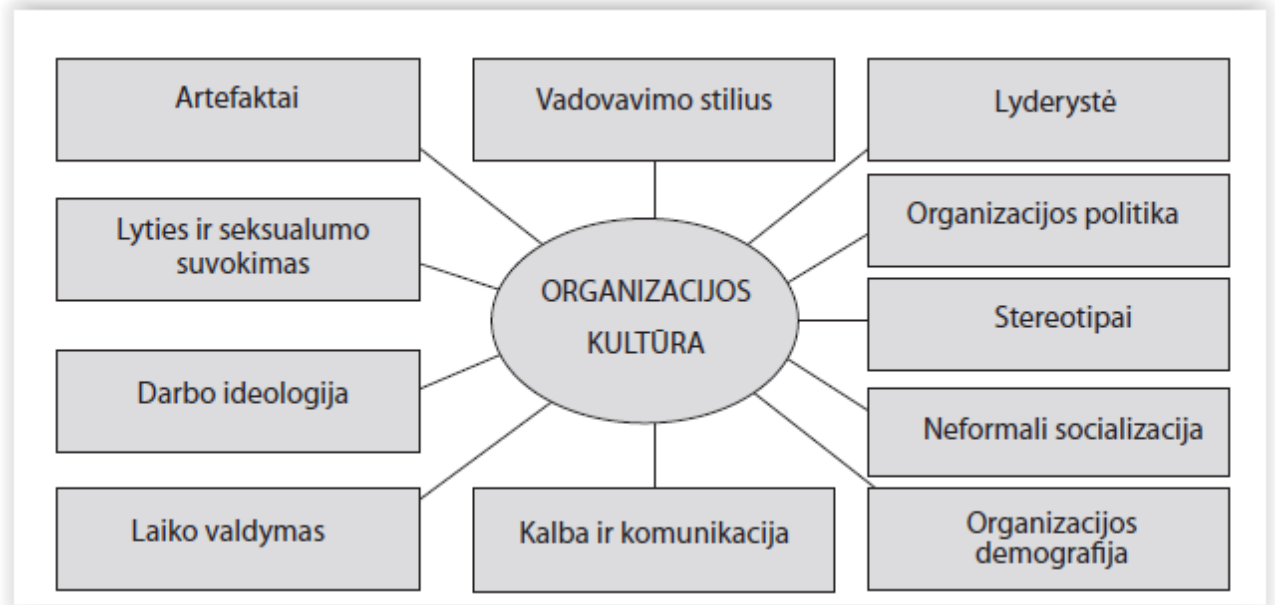 Artefaktai
Vadovavimo stilius
Lyderystė
Lyties ir seksualumo
suvokimas
Organizacijos politika
ORGANIZACIJOS
KULTŪRA
Stereotipai
Darbo ideologija
Neformali socializacija
Laiko valdymas
Kalba ir komunikacija
Organizacijos
demografija